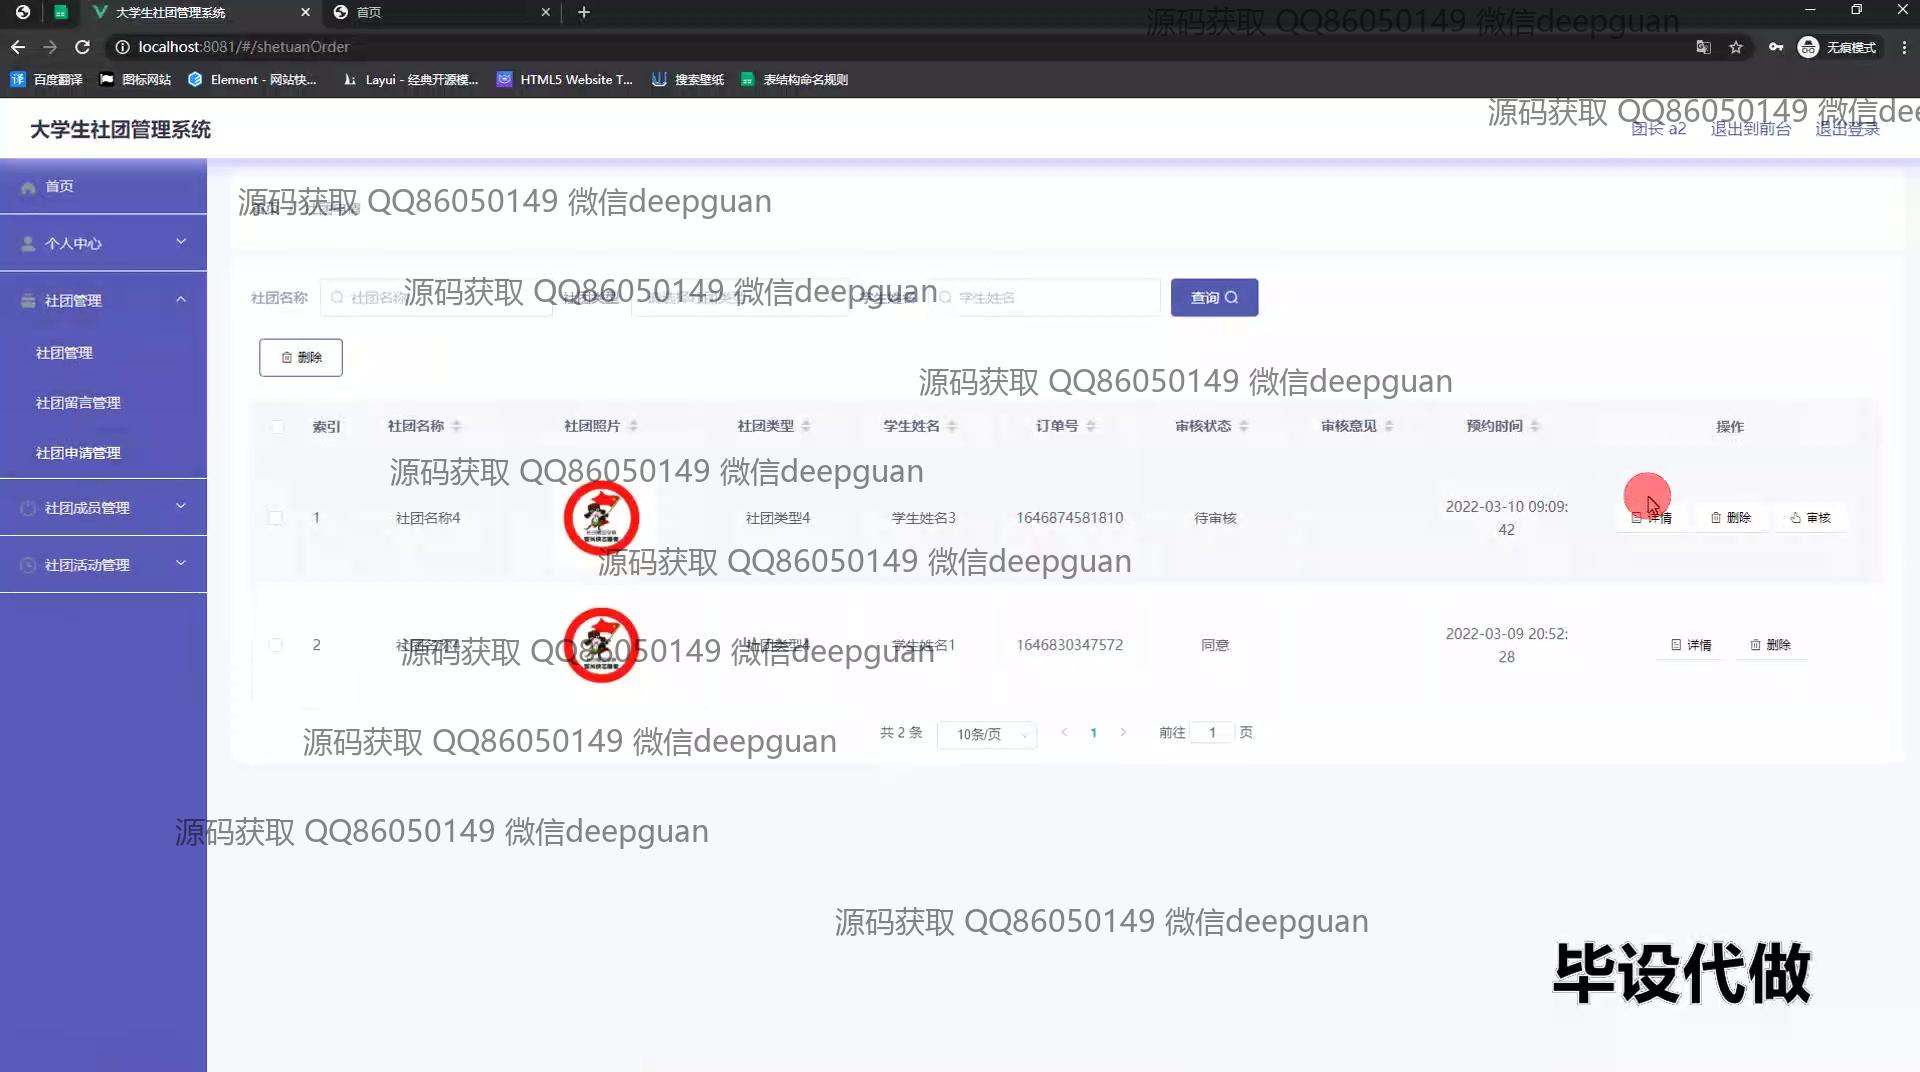 大学生社团管理系统
首页
源码获取 QQ86050149 微信deepguan
localhost:8081/#/shetuanOrder
无痕模式
百度翻译
图标网站
Element - 网站快...
Layui - 经典开源模...
HTML5 Website T...
搜索壁纸
表结构命名规则
源码获取 QQ86050149 微信dee
大学生社团管理系统
团长 a2
退出到前台
退出登录
首页
源码获取 QQ86050149 微信deepguan
个人中心
社团名称
社团名称
源码获取 QQ86050149 微信deepguan
社团类型
学生姓名
学生姓名
查询
社团管理
社团管理
社团留言管理
社团申请管理
社团成员管理
社团活动管理
删除
源码获取 QQ86050149 微信deepguan
索引 社团名称 社团照片 社团类型 学生姓名 订单号 审核状态 审核意见 预约时间 操作
源码获取 QQ86050149 微信deepguan
1 社团名称4 社团类型4 学生姓名3 1646874581810 待审核 2022-03-10 09:09:
42
详情 删除 审核
源码获取 QQ86050149 微信deepguan
2 社团名称4 社团类型4 学生姓名1 1646830347572 同意 2022-03-09 20:52:
28
详情 删除
源码获取 QQ86050149 微信deepguan
共 2 条 10条/页 1 前往 1 页
源码获取 QQ86050149 微信deepguan
源码获取 QQ86050149 微信deepguan
源码获取 QQ86050149 微信deepguan
毕设代做